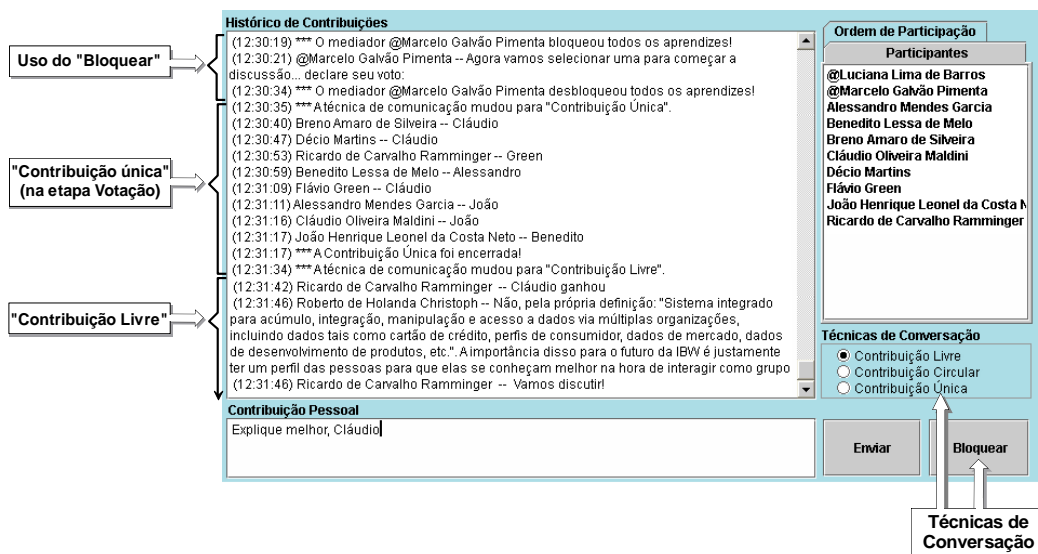 Histórico de Contribuições
(12:30:19) *** O mediador @Marcelo Galvão Pimenta bloqueou todos os aprendizes!
(12:30:21) @Marcelo Galvão Pimenta -- Agora vamos selecionar uma para começar a
discussão... declare seu voto:
(12:30:34) *** O mediador @Marcelo Galvão Pimenta desbloqueou todos os aprendizes!
(12:30:35) *** A técnica de comunicação mudou para "Contribuição Única".
(12:30:40) Breno Amaro de Silveira -- Cláudio
(12:30:47) Décio Martins -- Cláudio
(12:30:53) Ricardo de Carvalho Ramminger -- Green
(12:30:59) Benedito Lessa de Melo -- Alessandro
(12:31:09) Flávio Green -- Cláudio
(12:31:11) Alessandro Mendes Garcia -- João
(12:31:16) Cláudio Oliveira Maldini -- João
(12:31:17) João Henrique Leonel da Costa Neto -- Benedito
(12:31:17) *** A Contribuição Única foi encerrada!
(12:31:34) *** A técnica de comunicação mudou para "Contribuição Livre".
(12:31:42) Ricardo de Carvalho Ramminger -- Cláudio ganhou
(12:31:46) Roberto de Holanda Christoph -- Não, pela própria definição: "Sistema integrado
para acúmulo, integração, manipulação e acesso a dados via múltiplas organizações,
incluindo dados tais como cartão de crédito, perfis de consumidor, dados de mercado, dados
de desenvolvimento de produtos, etc.". A importância disso para o futuro da IBW é justamente
ter um perfil das pessoas para que elas se conheçam melhor na hora de interagir como grupo
(12:31:46) Ricardo de Carvalho Ramminger -- Vamos discutir!
Uso do "Bloquear"
"Contribuição única"
(na etapa Votação)
"Contribuição Livre"
Ordem de Participação
Participantes
@Luciana Lima de Barros
@Marcelo Galvão Pimenta
Alessandro Mendes Garcia
Benedito Lessa de Melo
Breno Amaro de Silveira
Cláudio Oliveira Maldini
Décio Martins
Flávio Green
João Henrique Leonel da Costa N
Ricardo de Carvalho Ramminger
Técnicas de Conversação
Contribuição Livre
Contribuição Circular
Contribuição Única
Contribuição Pessoal
Explique melhor, Cláudio
Enviar
Bloquear
Técnicas de
Conversação